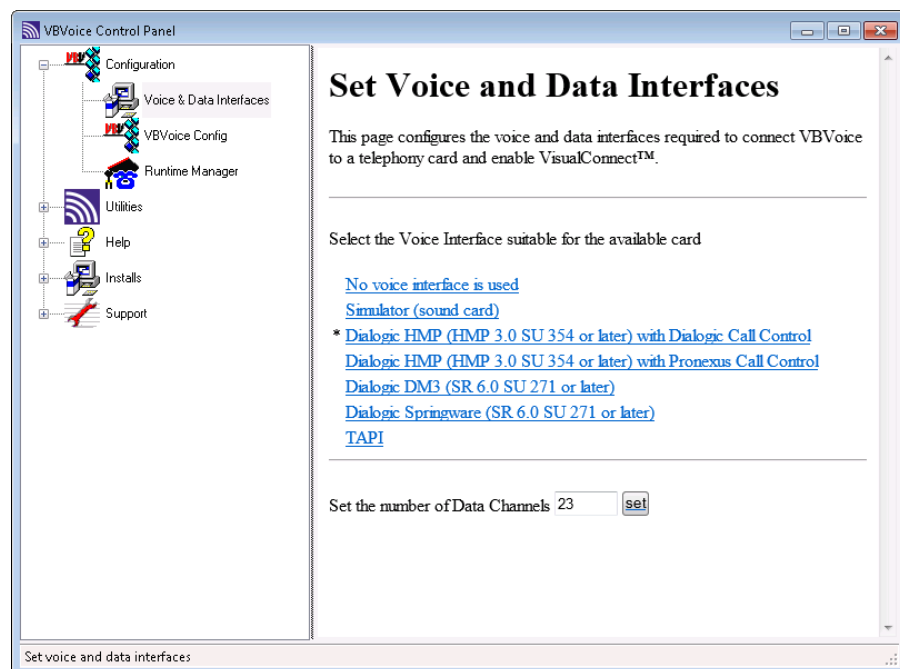 VBVoice Control Panel
Configuration
Voice & Data Interfaces
VBVoice Config
Runtime Manager
Utilities
Help
Installs
Support
Set Voice and Data Interfaces
This page configures the voice and data interfaces required to connect VBVoice
to a telephony card and enable VisualConnect™.
Select the Voice Interface suitable for the available card
No voice interface is used
Simulator (sound card)
* Dialogic HMP (HMP 3.0 SU 354 or later) with Dialogic Call Control
Dialogic HMP (HMP 3.0 SU 354 or later) with Pronexus Call Control
Dialogic DM3 (SR 6.0 SU 271 or later)
Dialogic Springware (SR 6.0 SU 271 or later)
TAPI
Set the number of Data Channels 23 set
Set voice and data interfaces